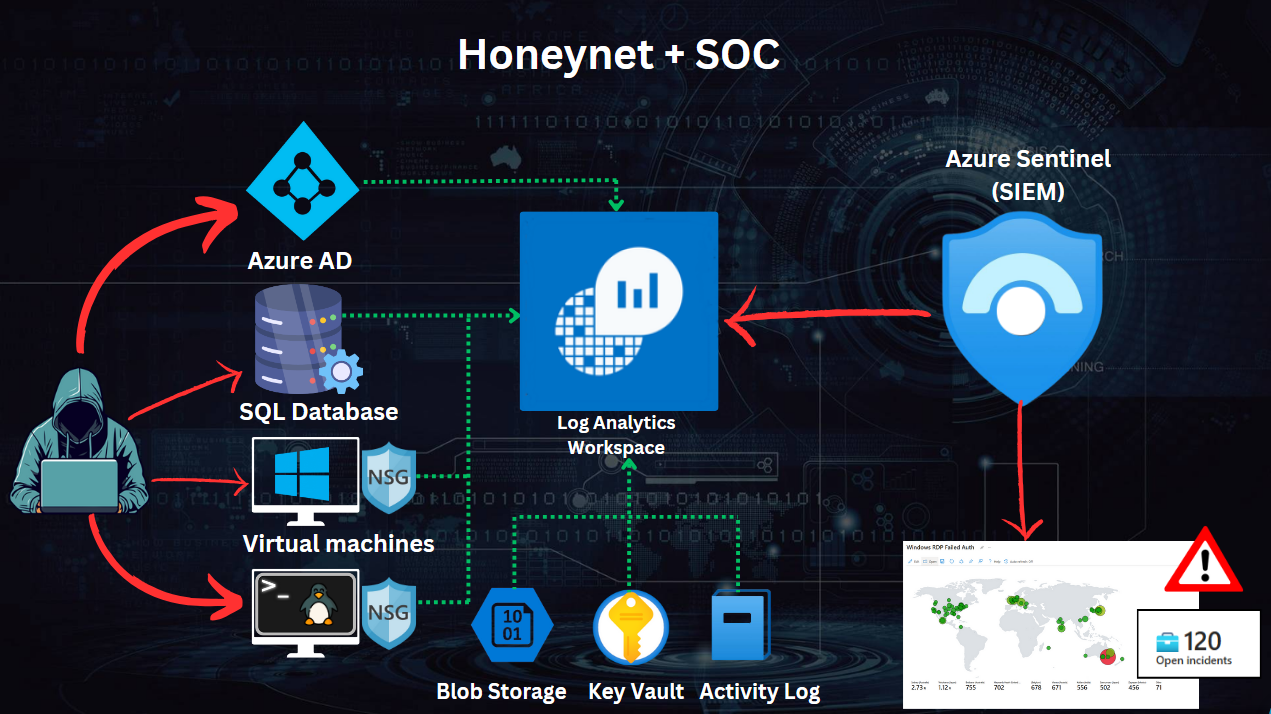 Honeynet + SOC
Azure Sentinel
(SIEM)
Azure AD
SQL Database
Log Analytics
Workspace
NSG
Virtual machines
>_
NSG
10
01
Blob Storage
Key Vault
Activity Log
Windows RDP Failed Auth
!
120
Open incidents
2.73K 1.12K 755 702 678 671 556 502 456 71